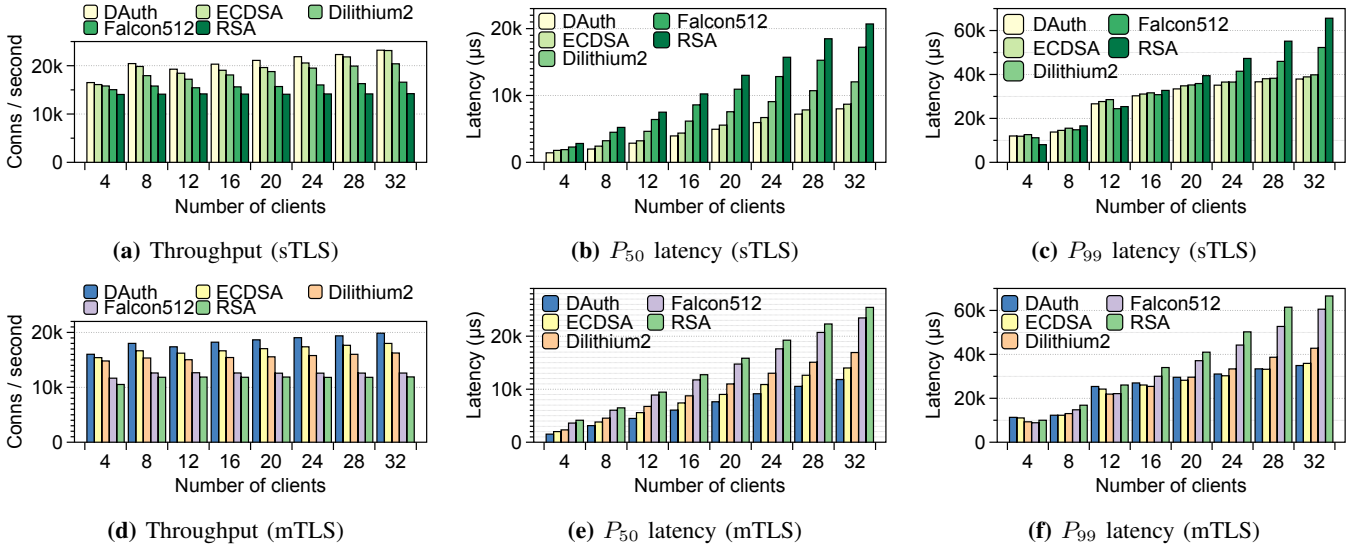 DAuth ECDSA Dilithium2
Falcon512 RSA
Conns / second
20k
10k
0
4 8 12 16 20 24 28 32
Number of clients
(a) Throughput (sTLS)
DAuth Falcon512
ECDSA RSA
Dilithium2
Latency (µs)
20k
10k
0
4 8 12 16 20 24 28 32
Number of clients
(b) P50 latency (sTLS)
DAuth Falcon512
ECDSA RSA
Dilithium2
Latency (µs)
60k
40k
20k
0
4 8 12 16 20 24 28 32
Number of clients
(c) P99 latency (sTLS)
DAuth ECDSA Dilithium2
Falcon512 RSA
Conns / second
20k
10k
0
4 8 12 16 20 24 28 32
Number of clients
(d) Throughput (mTLS)
DAuth Falcon512
ECDSA RSA
Dilithium2
Latency (µs)
20k
10k
0
4 8 12 16 20 24 28 32
Number of clients
(e) P50 latency (mTLS)
DAuth Falcon512
ECDSA RSA
Dilithium2
Latency (µs)
60k
40k
20k
0
4 8 12 16 20 24 28 32
Number of clients
(f) P99 latency (mTLS)